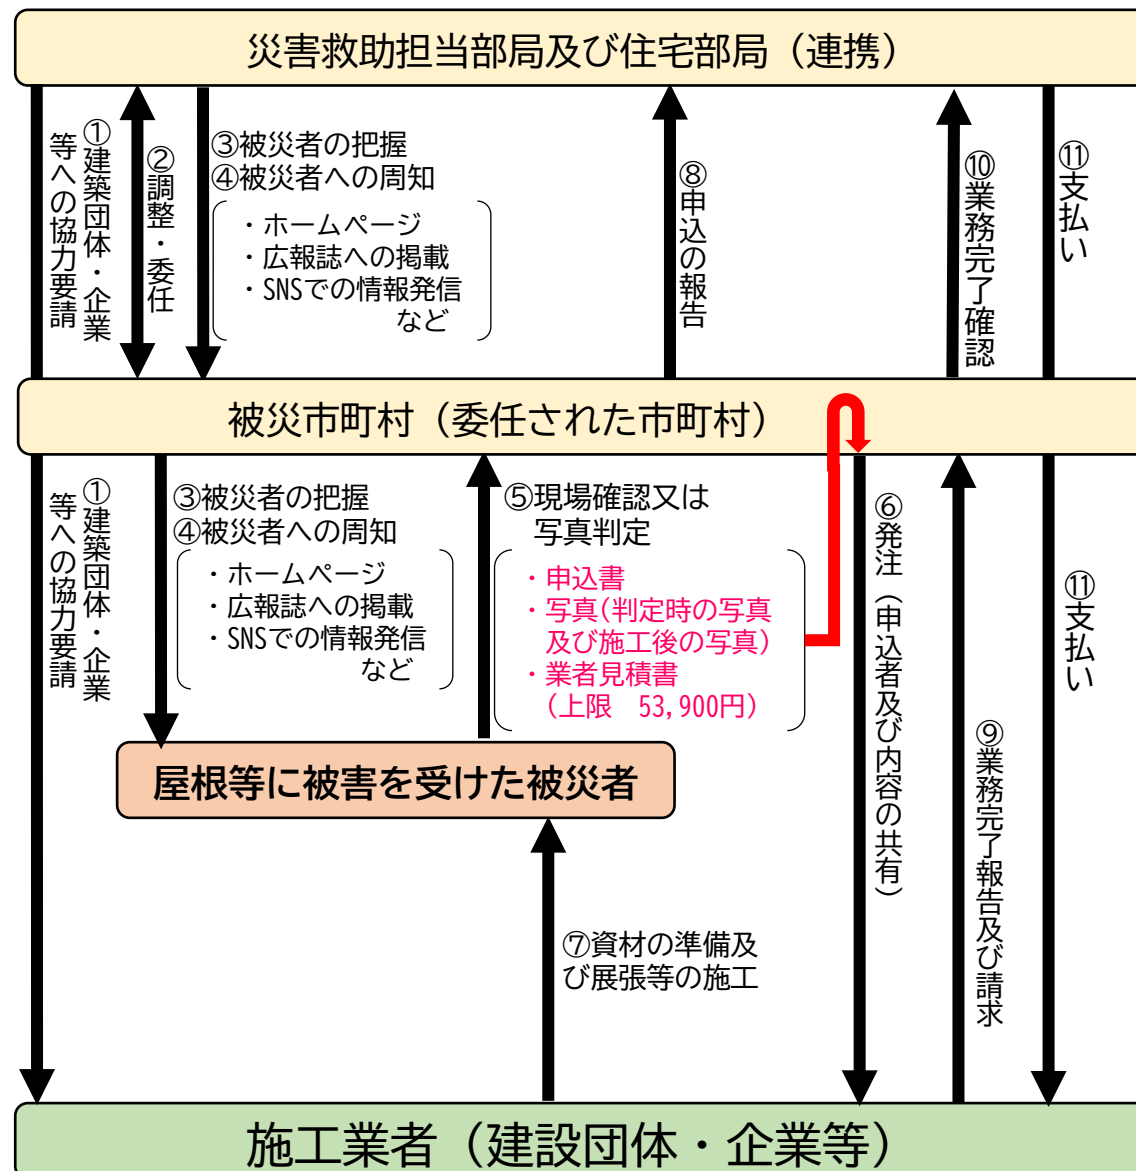 災害救助担当部局及び住宅部局（連携）
①建築団体・企業
等への協力要請
②調整・委任
③被災者の把握
④被災者への周知
・ホームページ
・広報誌への掲載
・SNSでの情報発信
など
⑧申込の報告
⑩業務完了確認
⑪支払い
被災市町村（委任された市町村）
①建築団体・企業
等への協力要請
③被災者の把握
④被災者への周知
・ホームページ
・広報誌への掲載
・SNSでの情報発信
など
⑤現場確認又は
写真判定
・申込書
・写真(判定時の写真
及び施工後の写真)
・業者見積書
(上限　53,900円)
⑥発注（申込者及び内容の共有）
⑨業務完了報告及び請求
⑪支払い
屋根等に被害を受けた被災者
⑦資材の準備及
び展張等の施工
施工業者（建設団体・企業等）